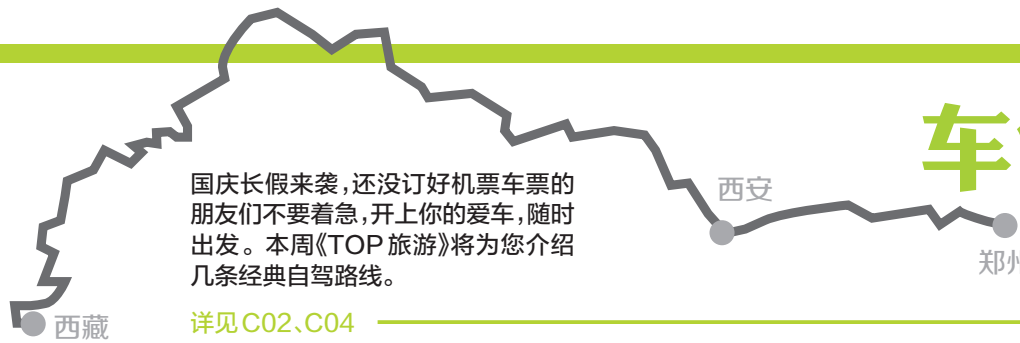 车
西安
郑州
国庆长假来袭,还没订好机票车票的
朋友们不要着急,开上你的爱车,随时
出发。本周《TOP旅游》将为您介绍
几条经典自驾路线。
西藏
详见C02、C04